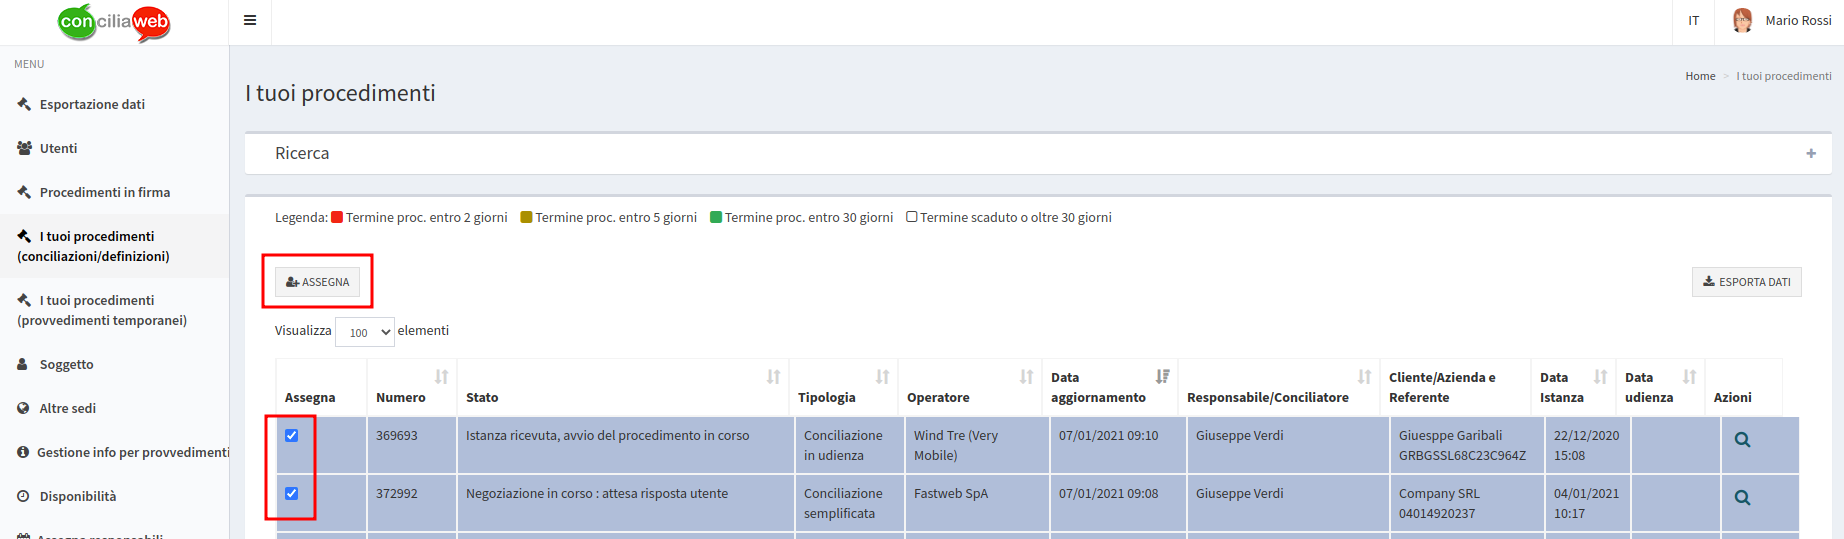 conciliaweb
IT
Mario Rossi
MENU
Esportazione dati
Utenti
Procedimenti in firma
I tuoi procedimenti
(conciliazioni/definizioni)
I tuoi procedimenti
(provvedimenti temporanei)
Soggetto
Altre sedi
Gestione info per provvedimenti
Disponibilità
Home > I tuoi procedimenti
I tuoi procedimenti
Ricerca
Legenda: Termine proc. entro 2 giorni Termine proc. entro 5 giorni Termine proc. entro 30 giorni Termine scaduto o oltre 30 giorni
ASSEGNA
ESPORTA DATI
Visualizza 100 elementi
Assegna
Numero
Stato
Tipologia
Operatore
Data
aggiornamento
Responsabile/Conciliatore
Cliente/Azienda e
Referente
Data
Istanza
Data
udienza
Azioni
369693
Istanza ricevuta, avvio del procedimento in corso
Conciliazione
in udienza
Wind Tre (Very
Mobile)
07/01/2021 09:10
Giuseppe Verdi
Giuesppe Garibali
GRBGSSL68C23C964Z
22/12/2020
15:08
372992
Negoziazione in corso : attesa risposta utente
Conciliazione
semplificata
Fastweb SpA
07/01/2021 09:08
Giuseppe Verdi
Company SRL
04014920237
04/01/2021
10:17